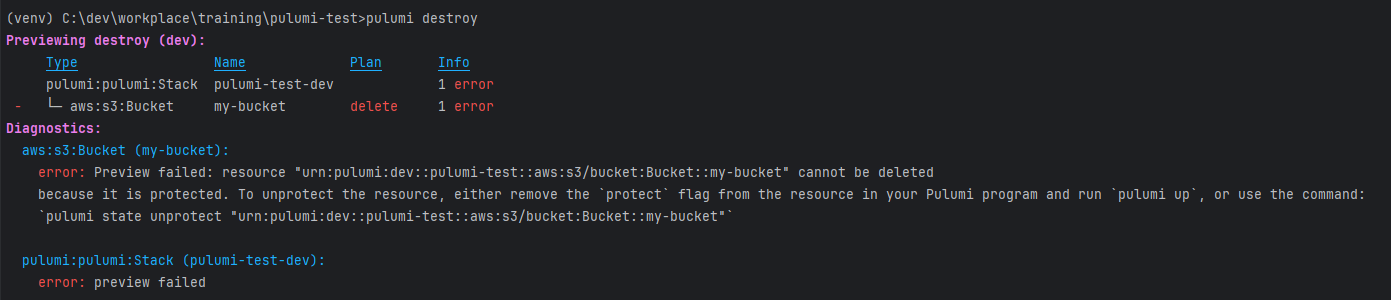 (venv) C:\dev\workplace\training\pulumi-test>pulumi destroy
Previewing destroy (dev):
     Type                 Name             Plan       Info
     pulumi:pulumi:Stack  pulumi-test-dev             1 error
 -   └─ aws:s3:Bucket     my-bucket        delete     1 error
Diagnostics:
  aws:s3:Bucket (my-bucket):
    error: Preview failed: resource "urn:pulumi:dev::pulumi-test::aws:s3/bucket:Bucket::my-bucket" cannot be deleted
    because it is protected. To unprotect the resource, either remove the `protect` flag from the resource in your Pulumi program and run `pulumi up`, or use the command:
    `pulumi state unprotect "urn:pulumi:dev::pulumi-test::aws:s3/bucket:Bucket::my-bucket"`
  pulumi:pulumi:Stack (pulumi-test-dev):
    error: preview failed